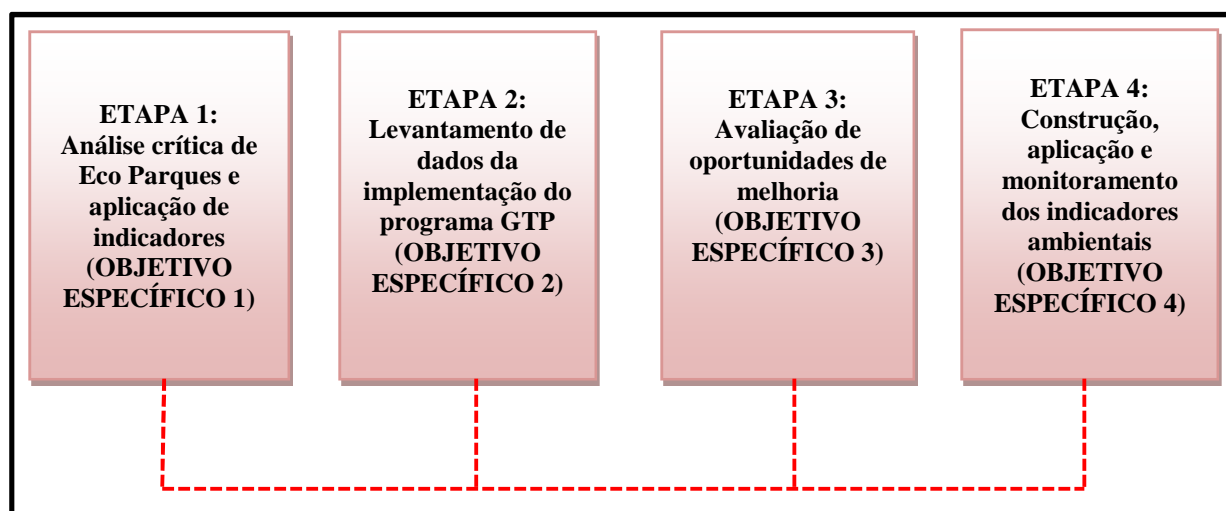 ETAPA 1:
Análise crítica de
Eco Parques e
aplicação de
indicadores
(OBJETIVO
ESPECÍFICO 1)
ETAPA 2:
Levantamento de
dados da
implementação do
programa GTP
(OBJETIVO
ESPECÍFICO 2)
ETAPA 3:
Avaliação de
oportunidades de
melhoria
(OBJETIVO
ESPECÍFICO 3)
ETAPA 4:
Construção,
aplicação e
monitoramento
dos indicadores
ambientais
(OBJETIVO
ESPECÍFICO 4)